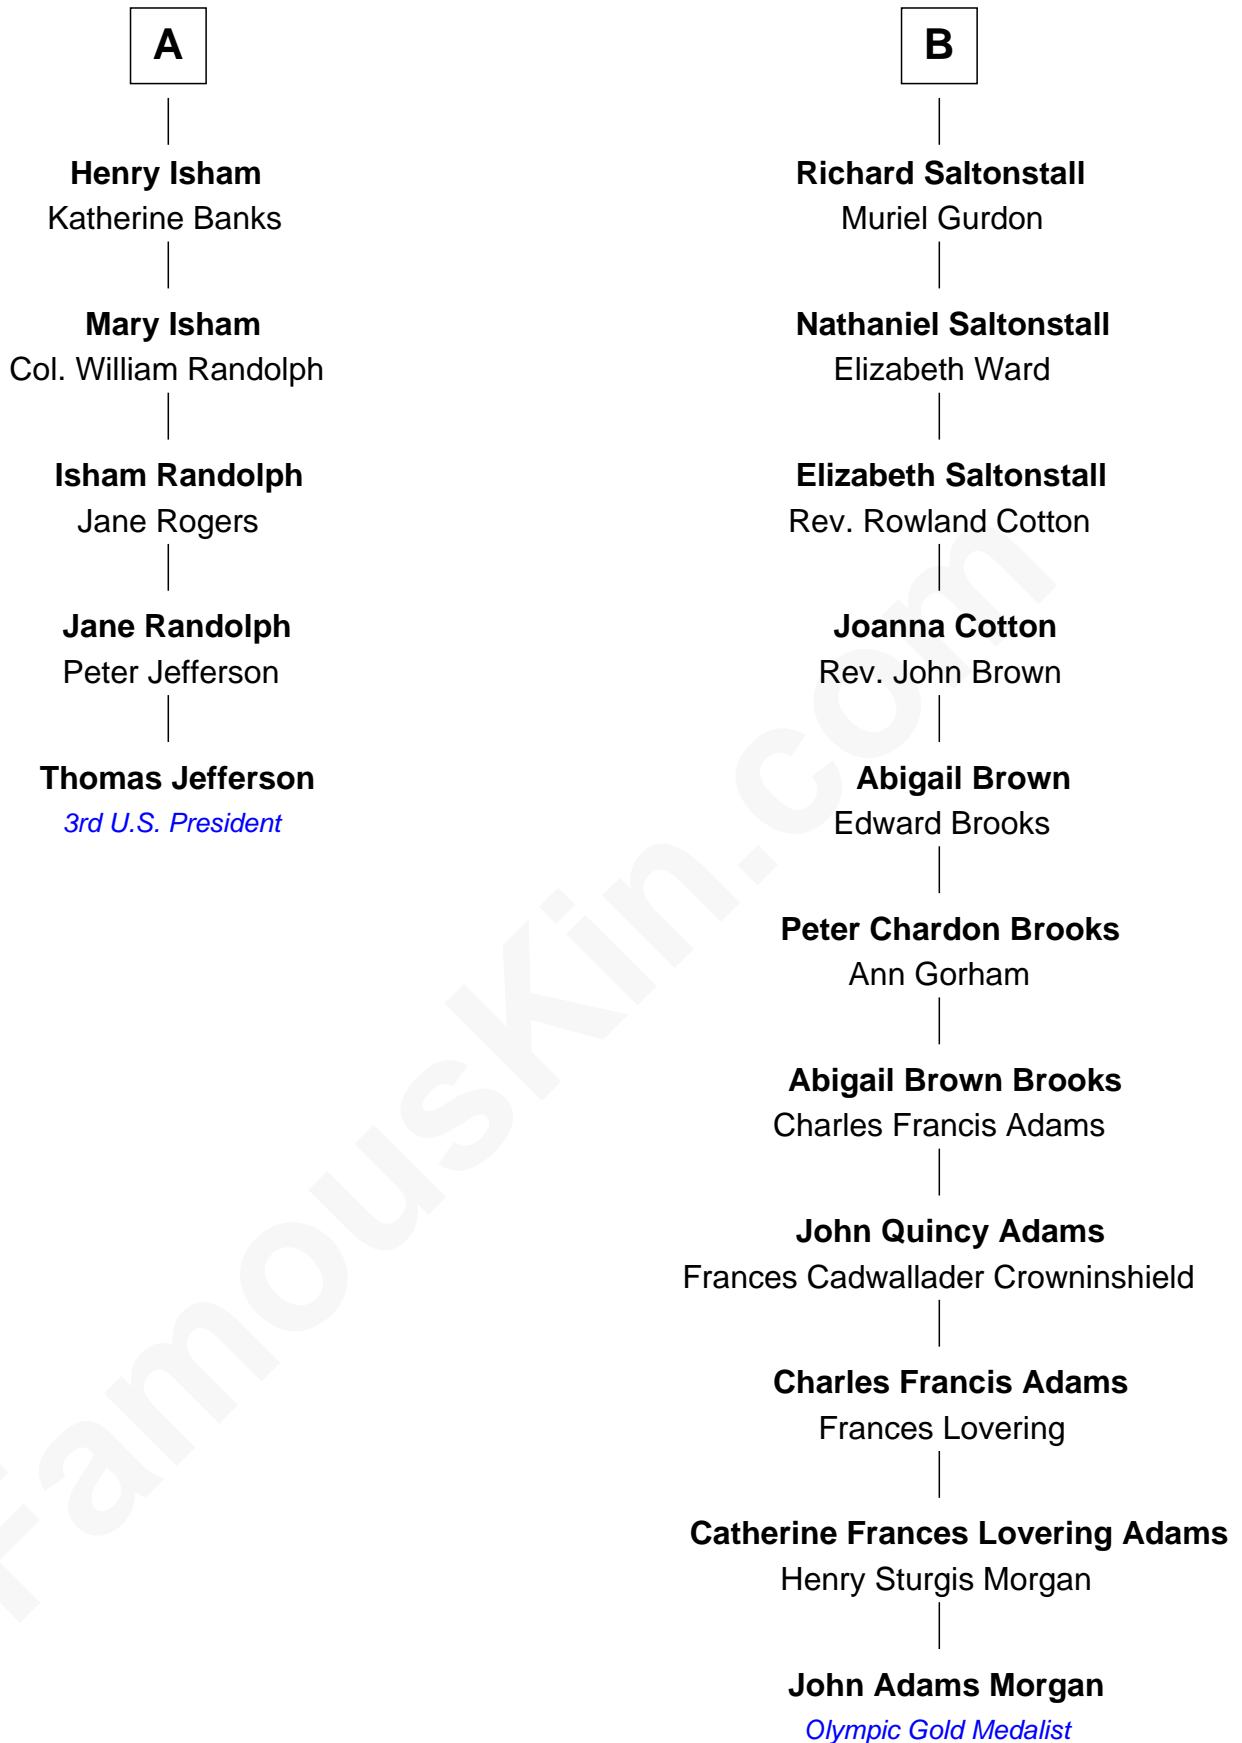 A
Henry Isham
Katherine Banks
Mary Isham
Col. William Randolph
Isham Randolph
Jane Rogers
Jane Randolph
Peter Jefferson
Thomas Jefferson
3rd U.S. President
B
Richard Saltonstall
Muriel Gurdon
Nathaniel Saltonstall
Elizabeth Ward
Elizabeth Saltonstall
Rev. Rowland Cotton
Joanna Cotton
Rev. John Brown
Abigail Brown
Edward Brooks
Peter Chardon Brooks
Ann Gorham
Abigail Brown Brooks
Charles Francis Adams
John Quincy Adams
Frances Cadwallader Crowninshield
Charles Francis Adams
Frances Lovering
Catherine Frances Lovering Adams
Henry Sturgis Morgan
John Adams Morgan
Olympic Gold Medalist
FamousKin.com